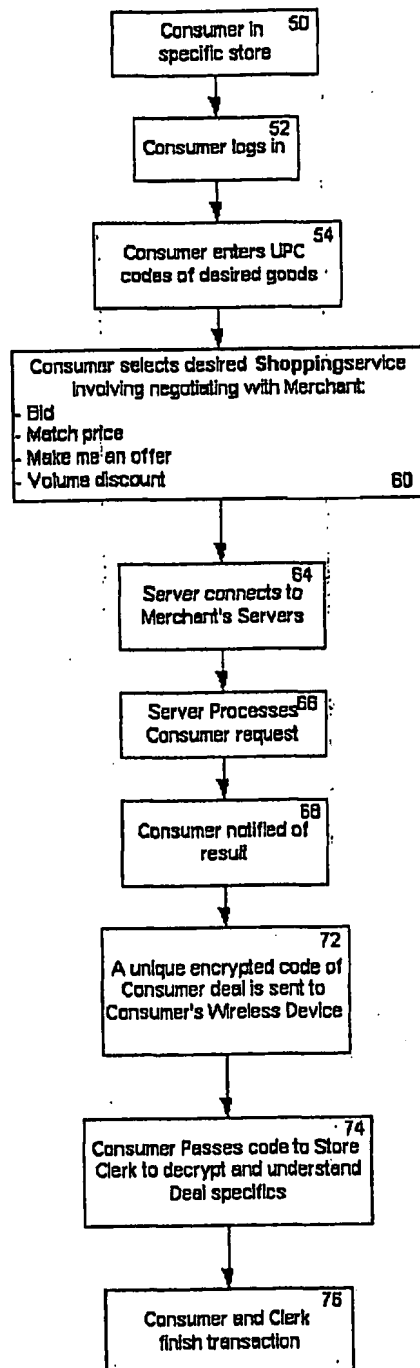 50
Consumer in
specific store
52
Consumer logs in
54
Consumer enters UPC
codes of desired goods
Consumer selects desired Shoppingservice
involving negotiating with Merchant:
- Bid
- Match price
- Make me an offer
- Volume discount 60
64
Server connects to
Merchant's Servers
66
Server Processes
Consumer request
68
Consumer notified of
result
72
A unique encrypted code of
Consumer deal is sent to
Consumer's Wireless Device
74
Consumer Passes code to Store
Clerk to decrypt and understand
Deal specifics
76
Consumer and Clerk
finish transaction